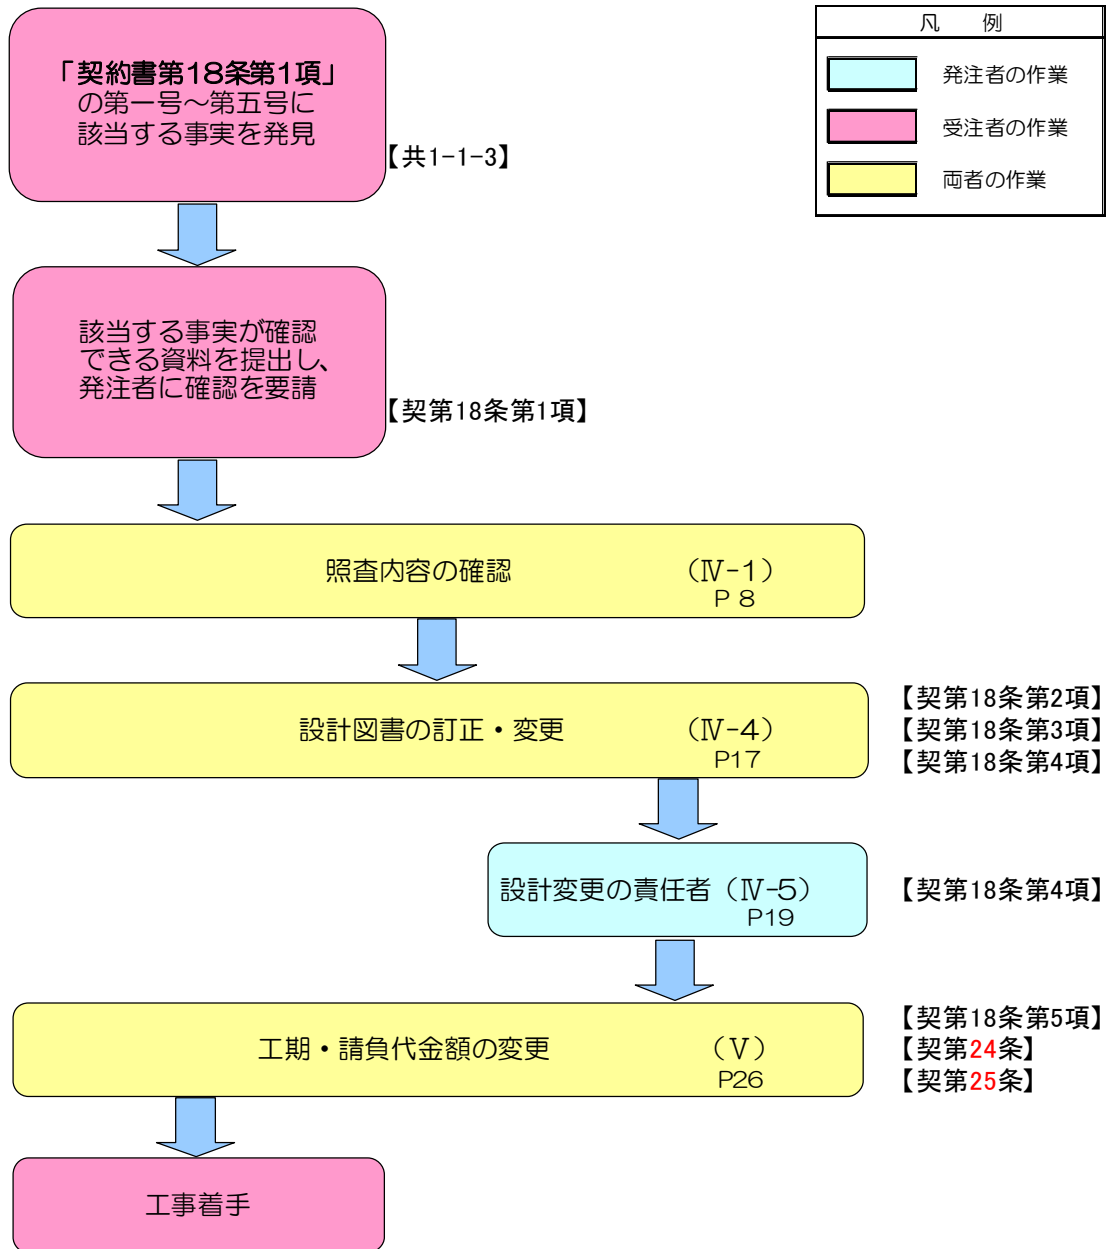 「契約書第18条第1項」
の第一号～第五号に
該当する事実を発見
【共1-1-3】
凡　例
発注者の作業
受注者の作業
両者の作業
該当する事実が確認
できる資料を提出し、
発注者に確認を要請
【契第18条第1項】
照査内容の確認　（Ⅳ-1）
P 8
設計図書の訂正・変更　（Ⅳ-4）
P17
【契第18条第2項】
【契第18条第3項】
【契第18条第4項】
設計変更の責任者（Ⅳ-5）
P19
【契第18条第4項】
工期・請負代金額の変更　（Ⅴ）
P26
【契第18条第5項】
【契第24条】
【契第25条】
工事着手